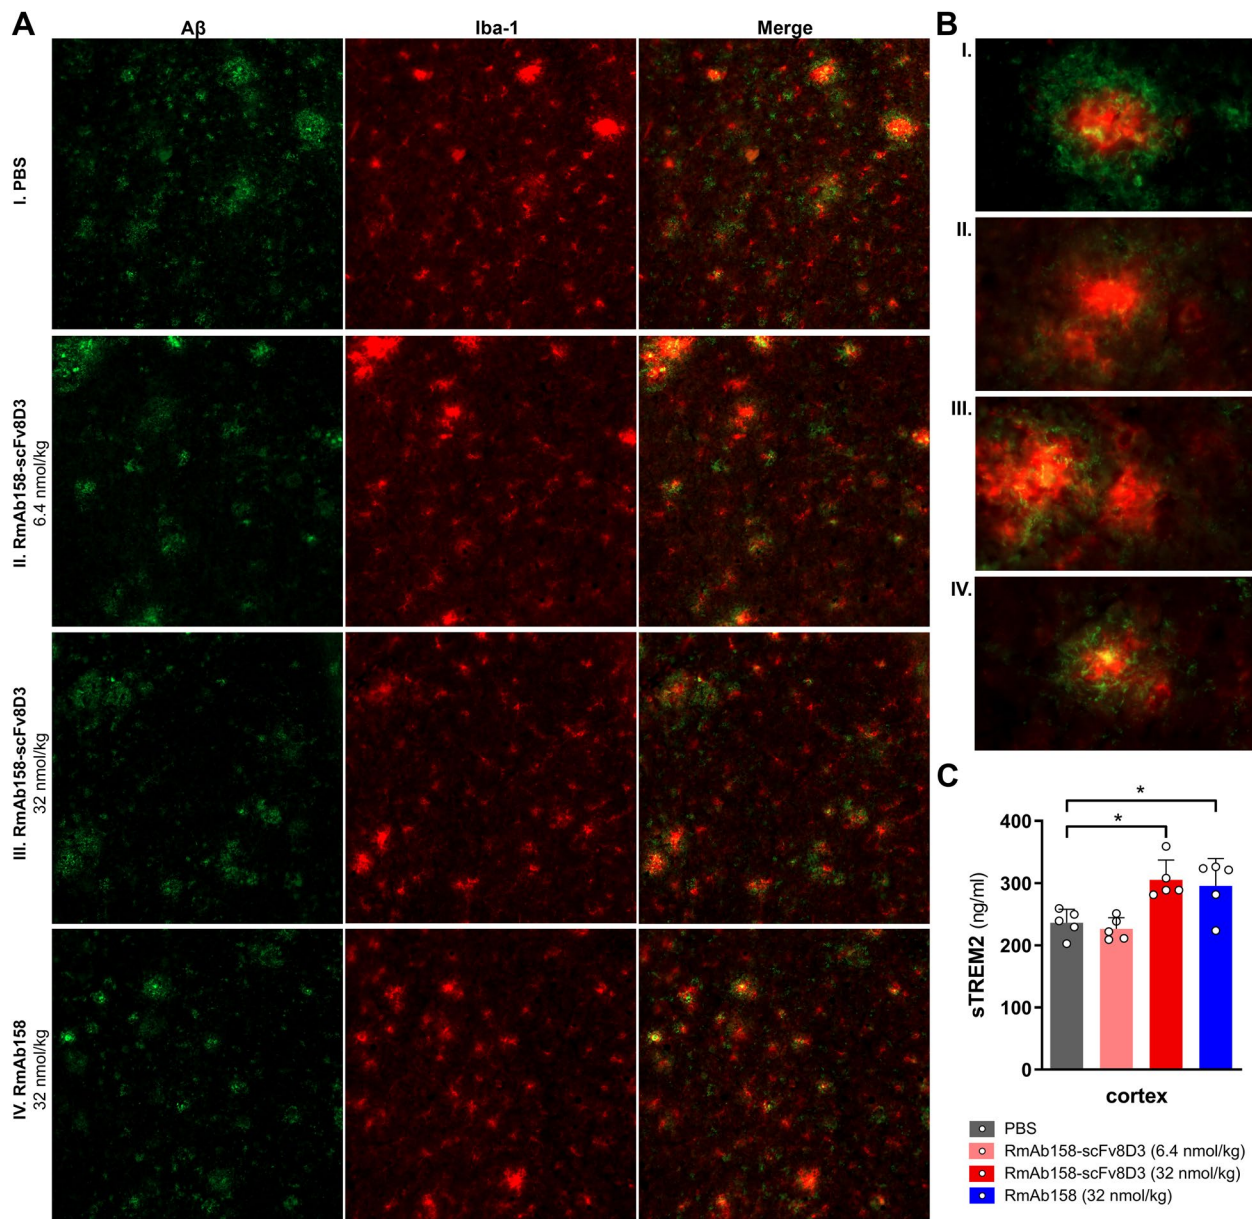 A
Aβ
Iba-1
Merge
I. PBS
II. RmAb158-scFv8D3
6.4 nmol/kg
III. RmAb158-scFv8D3
32 nmol/kg
IV. RmAb158
32 nmol/kg
B
I.
II.
III.
IV.
C
*
*
sTREM2 (ng/ml)
400
300
200
100
0
cortex
PBS
RmAb158-scFv8D3 (6.4 nmol/kg)
RmAb158-scFv8D3 (32 nmol/kg)
RmAb158 (32 nmol/kg)